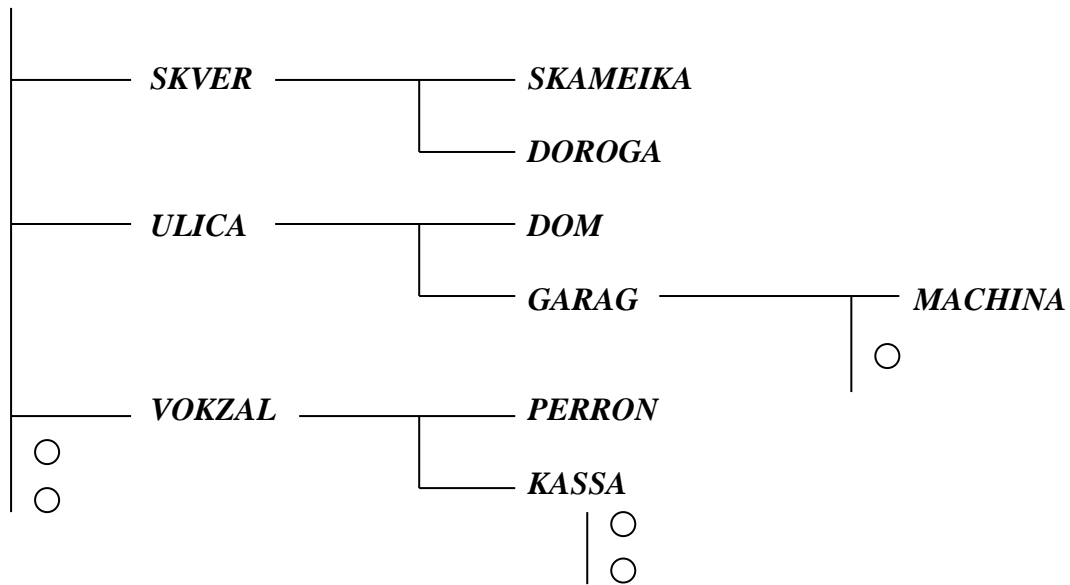 SKVER SKAMEIKA
DOROGA
ULICA DOM
GARAG MACHINA
VOKZAL PERRON
KASSA